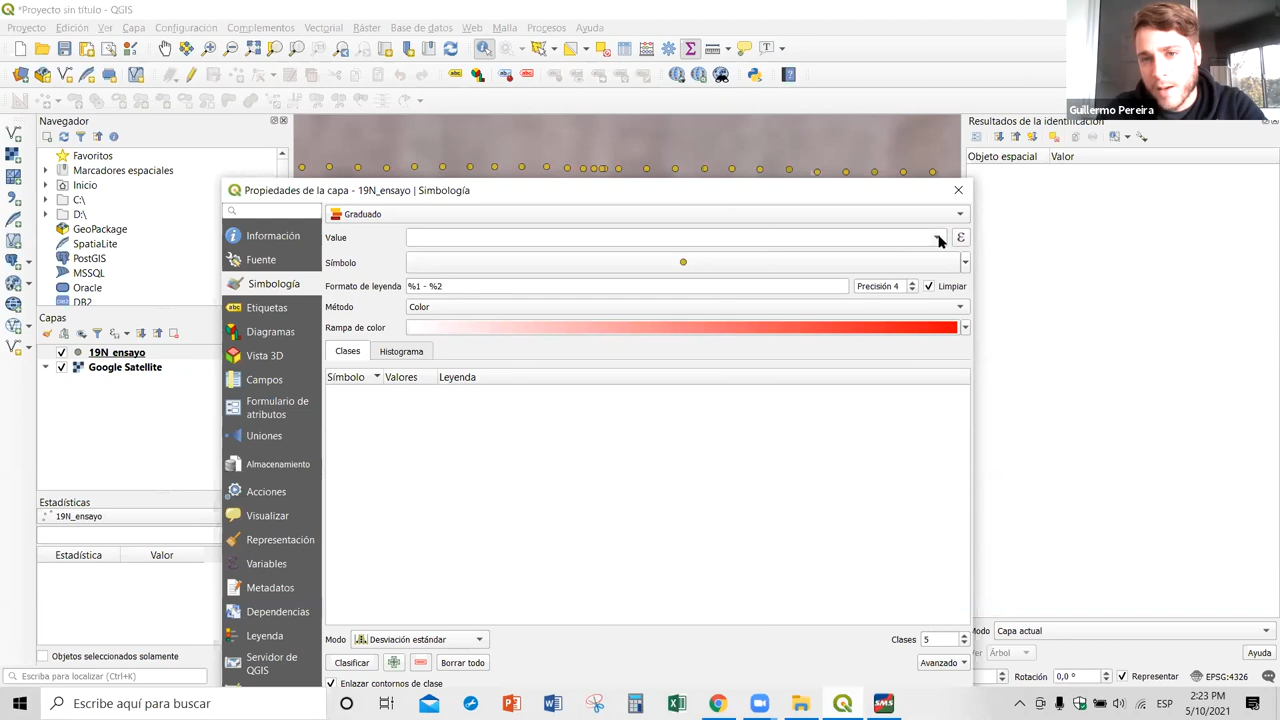 *Proyecto sin título - QGIS
Proyecto Edición Ver Capa Configuración Complementos Vectorial Ráster Base de datos Web Malla Procesos Ayuda
Guillermo Pereira
Navegador
Resultados de la identificación
Objeto espacial Valor
Favoritos
Marcadores espaciales
Inicio
C:\
D:\
GeoPackage
SpatiaLite
PostGIS
MSSQL
Oracle
DB2
Capas
19N_ensayo
Google Satellite
Estadísticas
19N_ensayo
Estadística Valor
Objetos seleccionados solamente
Propiedades de la capa - 19N_ensayo | Simbología
Información
Fuente
Simbología
Etiquetas
Diagramas
Vista 3D
Campos
Formulario de
atributos
Uniones
Almacenamiento
Acciones
Visualizar
Representación
Variables
Metadatos
Dependencias
Leyenda
Servidor de
QGIS
Graduado
Value
ε
Símbolo
Formato de leyenda %1 - %2 Precisión 4 Limpiar
Método Color
Rampa de color
Clases Histograma
Símbolo Valores Leyenda
Modo Desviación estándar Clases 5
Clasificar Borrar todo Avanzado
Enlazar contornos de clase
Modo Capa actual
Ver Árbol Ayuda
Escriba para localizar (Ctrl+K)
Rotación 0,0 ° Representar EPSG:4326
Escribe aquí para buscar
ESP
2:23 PM
5/10/2021